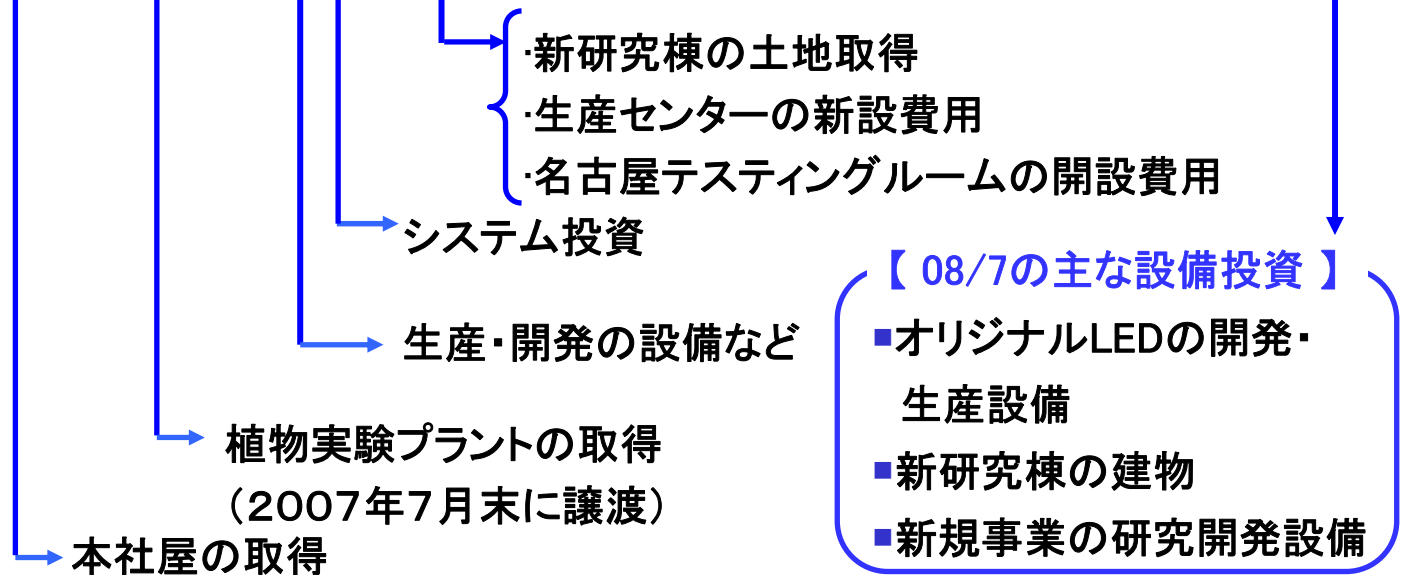 ・新研究棟の土地取得
・生産センターの新設費用
・名古屋テスティングルームの開設費用
システム投資
生産・開発の設備など
植物実験プラントの取得
（２００７年７月末に譲渡）
本社屋の取得
【 08/7の主な設備投資 】
■オリジナルLEDの開発・
生産設備
■新研究棟の建物
■新規事業の研究開発設備